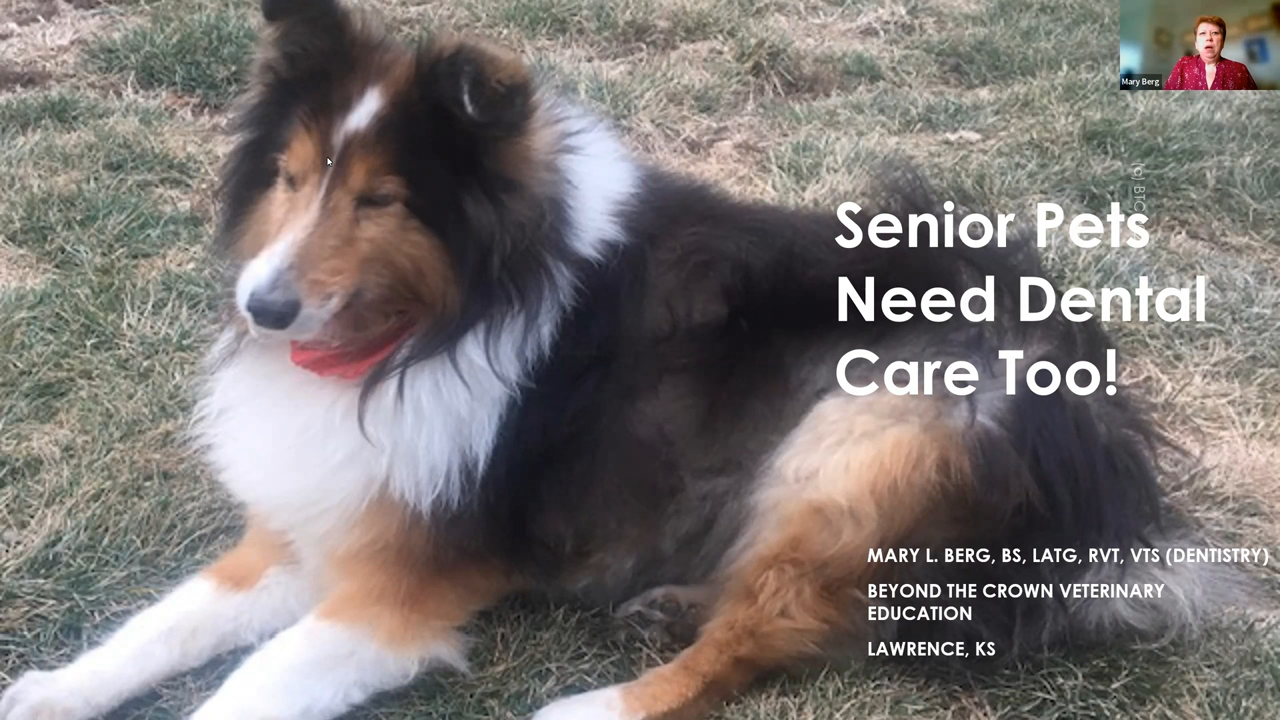 Mary Berg
(c) BTC
Senior Pets
Need Dental
Care Too!
MARY L. BERG, BS, LATG, RVT, VTS (DENTISTRY)
BEYOND THE CROWN VETERINARY
EDUCATION
LAWRENCE, KS